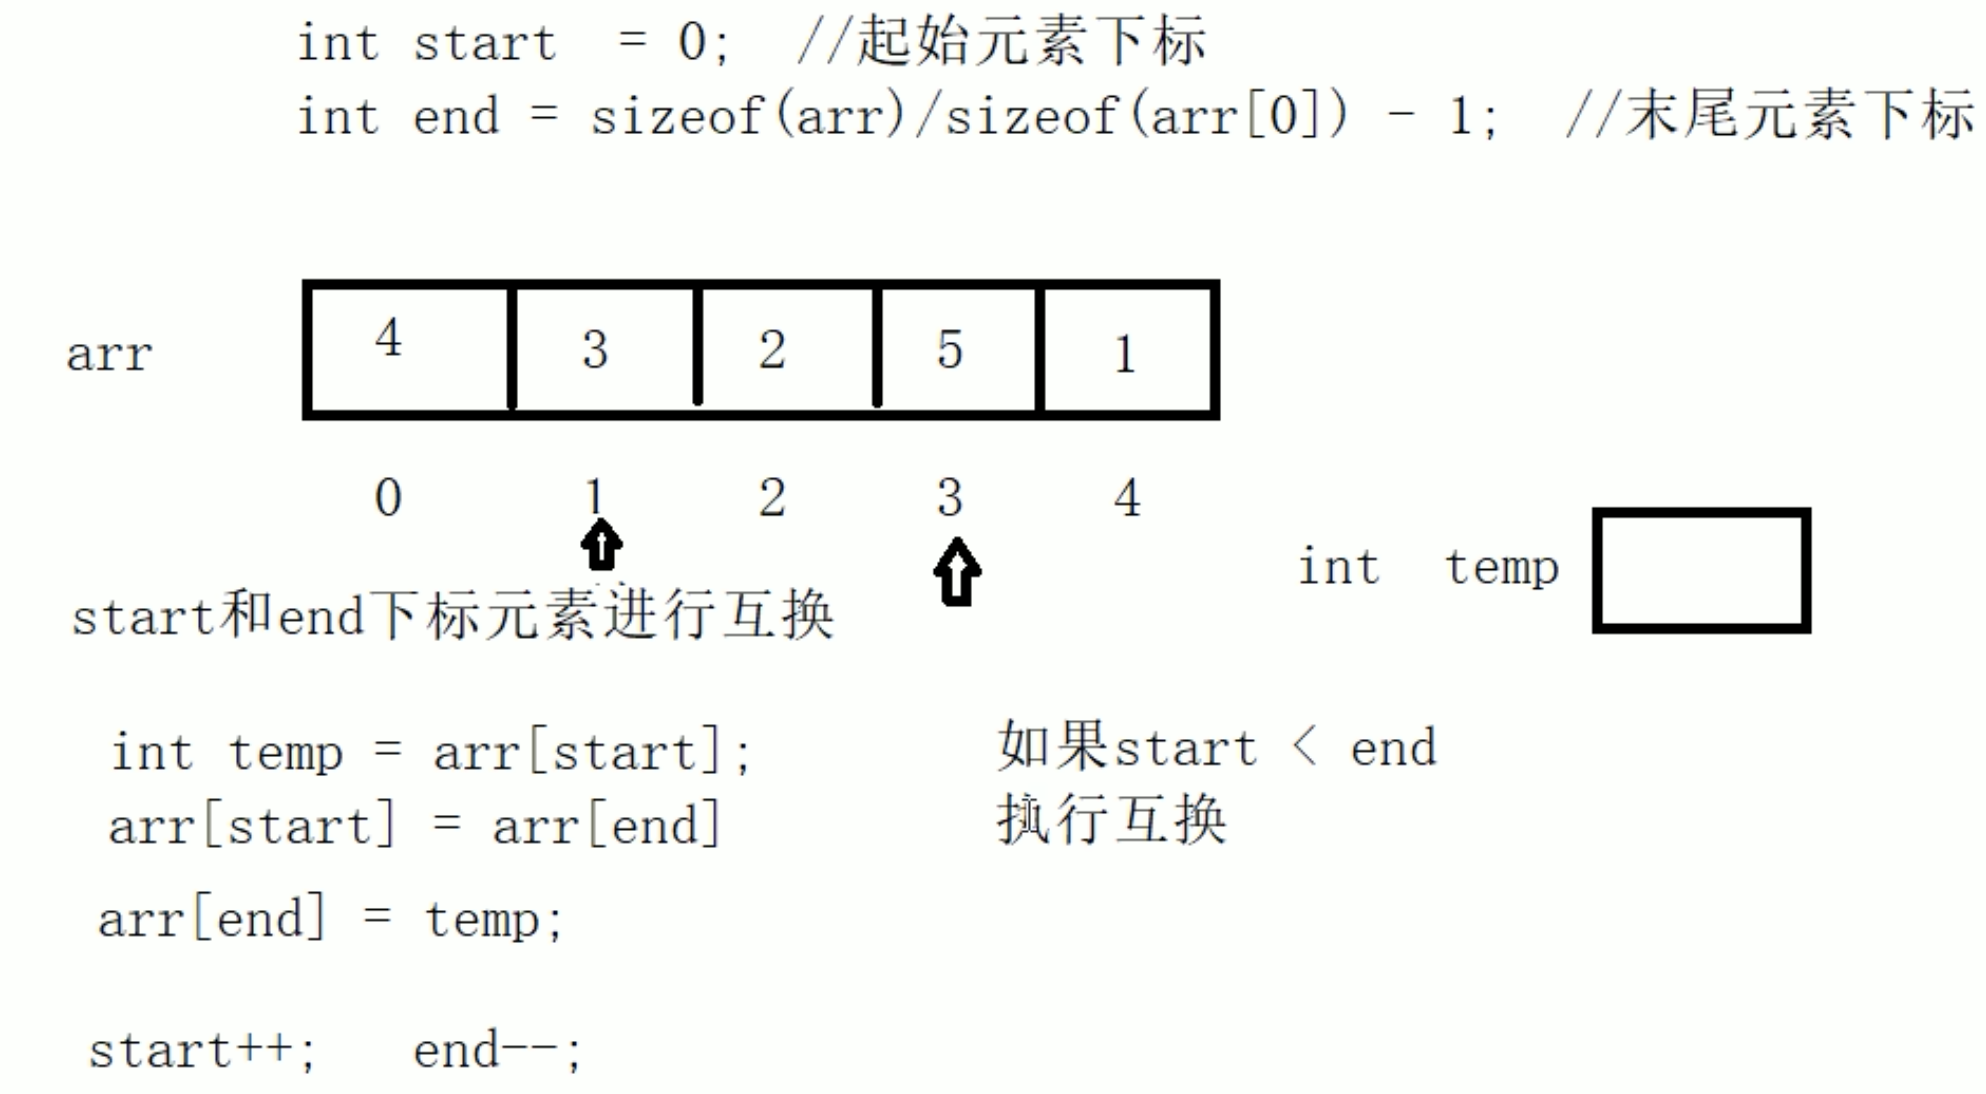 int start  = 0;  //起始元素下标
int end = sizeof(arr)/sizeof(arr[0]) - 1;  //末尾元素下标
arr 4 3 2 5 1
0 1 2 3 4
int  temp
start和end下标元素进行互换
int temp = arr[start];
arr[start] = arr[end]
arr[end] = temp;
start++;   end--;
如果start < end
执行互换